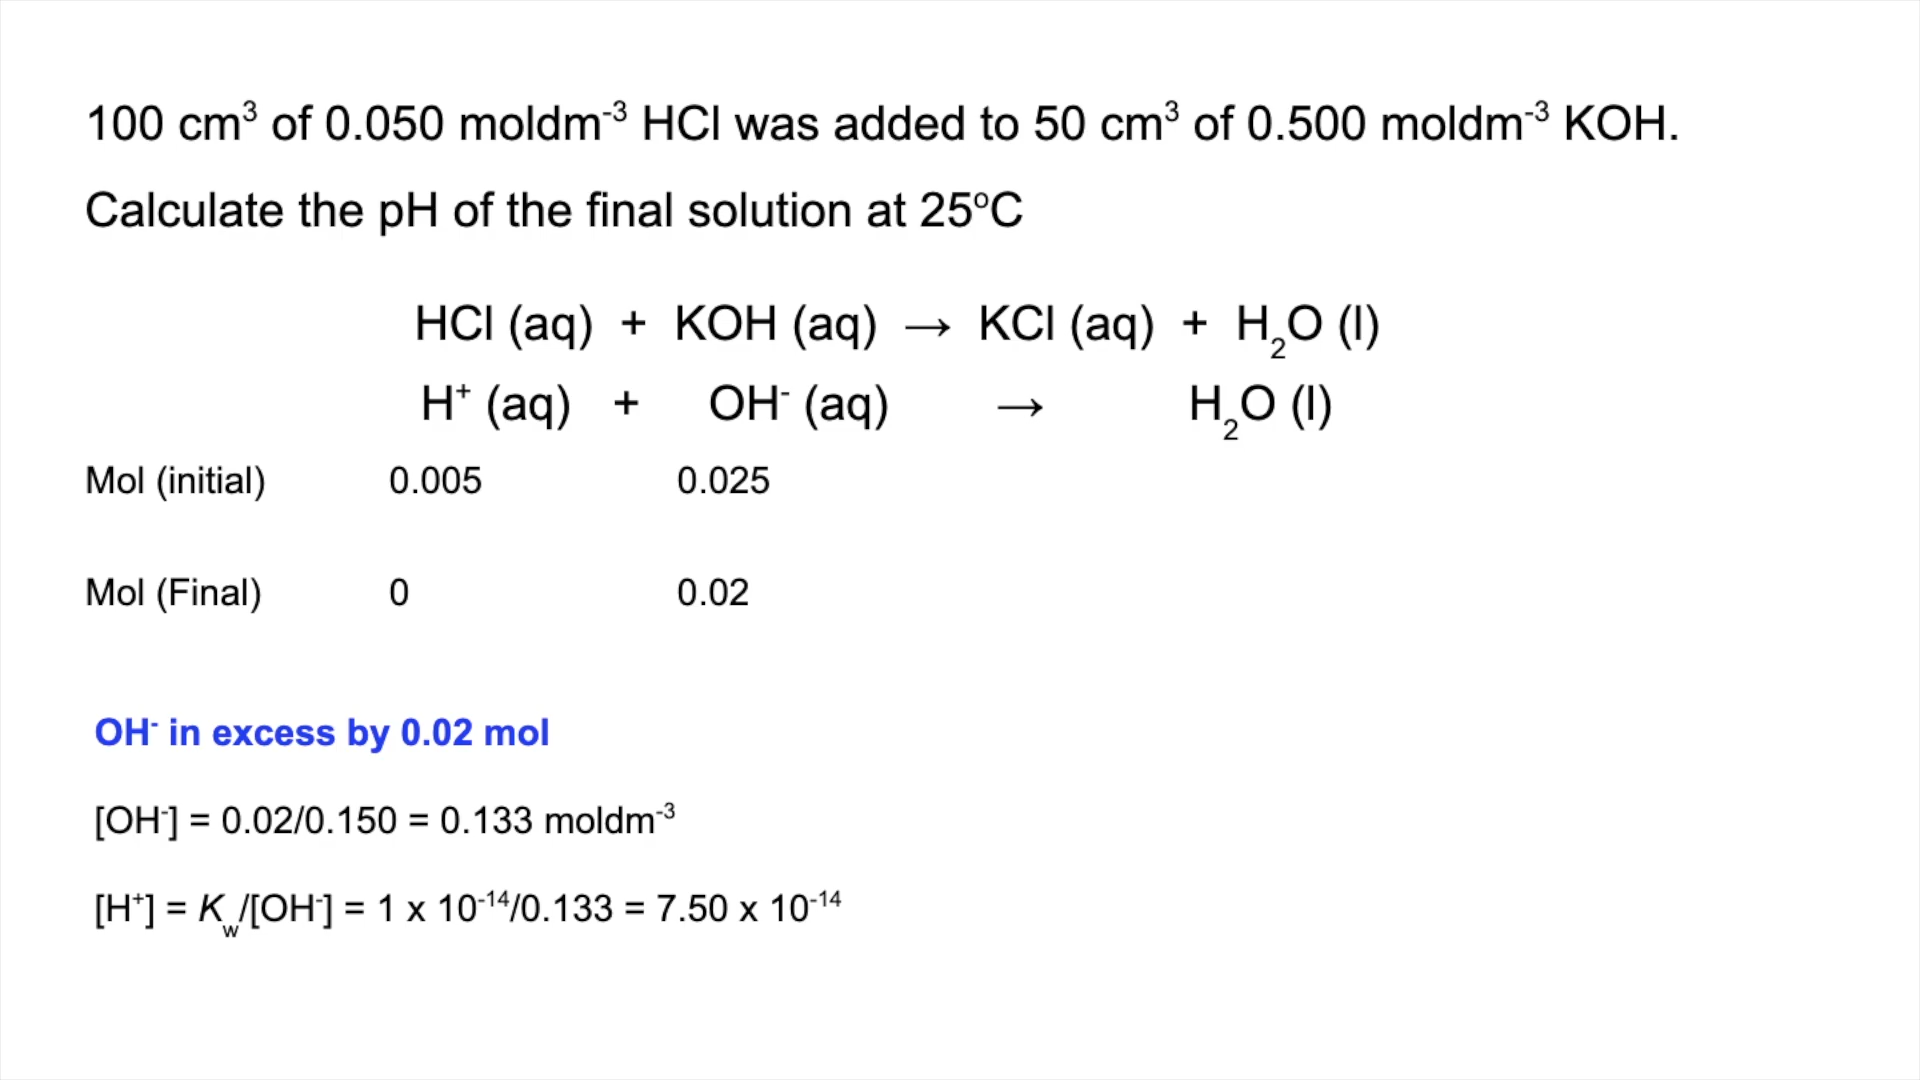 100 cm³ of 0.050 moldm⁻³ HCl was added to 50 cm³ of 0.500 moldm⁻³ KOH.
Calculate the pH of the final solution at 25ºC
HCl (aq) + KOH (aq) → KCl (aq) + H₂O (l)
H⁺ (aq) + OH⁻ (aq) → H₂O (l)
Mol (initial) 0.005 0.025
Mol (Final) 0 0.02
OH⁻ in excess by 0.02 mol
[OH⁻] = 0.02/0.150 = 0.133 moldm⁻³
[H⁺] = K_w/[OH⁻] = 1 x 10⁻¹⁴/0.133 = 7.50 x 10⁻¹⁴